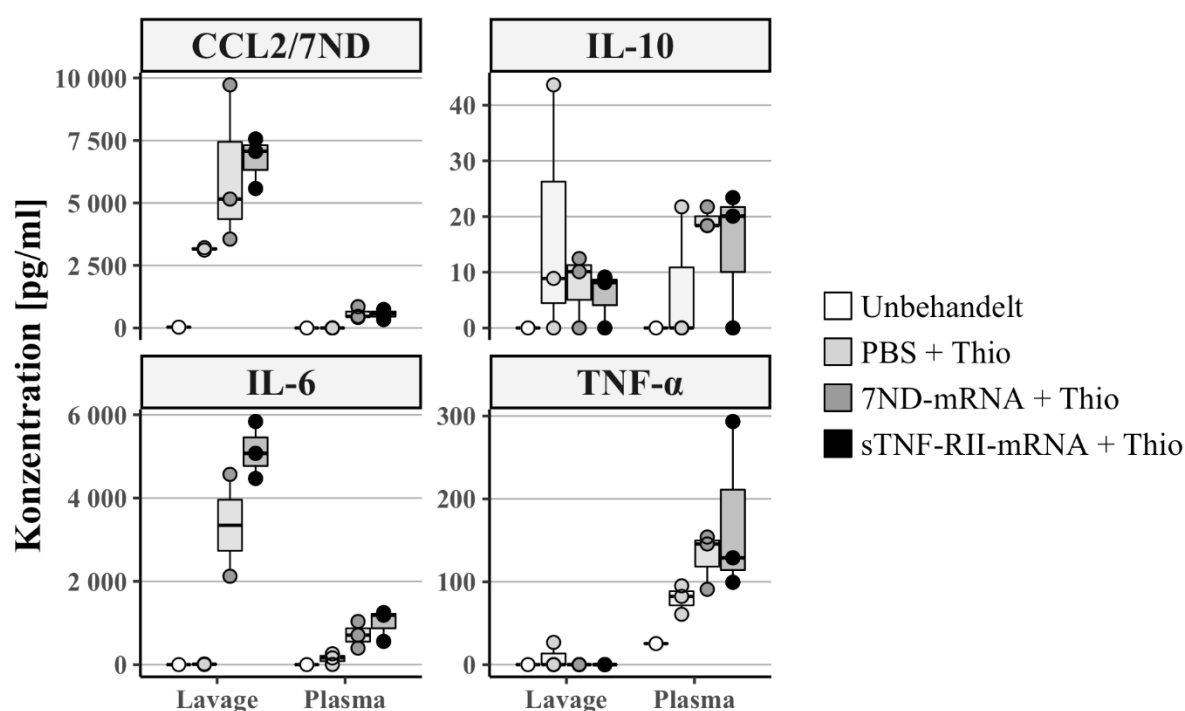 CCL2/7ND
IL-10
10 000
7 500
5 000
2 500
0
40
30
20
10
0
Konzentration [pg/ml]
IL-6
TNF-α
6 000
4 000
2 000
0
300
200
100
0
Lavage
Plasma
Lavage
Plasma
Unbehandelt
PBS + Thio
7ND-mRNA + Thio
sTNF-RII-mRNA + Thio